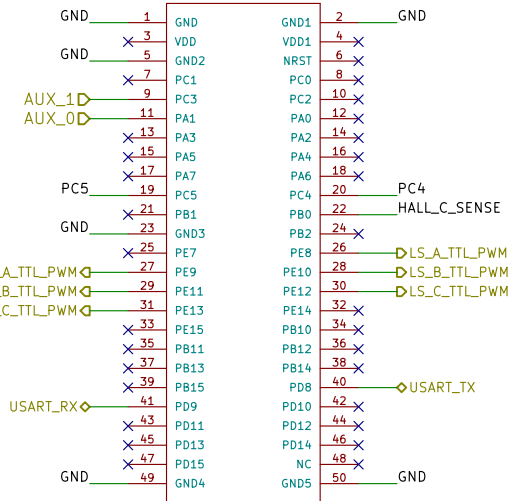 GND 1 GND GND1 2 GND
3 VDD VDD1 4
GND 5 GND2 NRST 6
7 PC1 PC0 8
AUX_1 9 PC3 PC2 10
AUX_0 11 PA1 PA0 12
13 PA3 PA2 14
15 PA5 PA4 16
17 PA7 PA6 18
PC5 19 PC5 PC4 20 PC4
21 PB1 PB0 22 HALL_C_SENSE
GND 23 GND3 PB2 24
25 PE7 PE8 26 LS_A_TTL_PWM
_A_TTL_PWM 27 PE9 PE10 28 LS_B_TTL_PWM
_B_TTL_PWM 29 PE11 PE12 30 LS_C_TTL_PWM
_C_TTL_PWM 31 PE13 PE14 32
33 PE15 PB10 34
35 PB11 PB12 36
37 PB13 PB14 38
39 PB15 PD8 40 USART_TX
USART_RX 41 PD9 PD10 42
43 PD11 PD12 44
45 PD13 PD14 46
47 PD15 NC 48
GND 49 GND4 GND5 50 GND